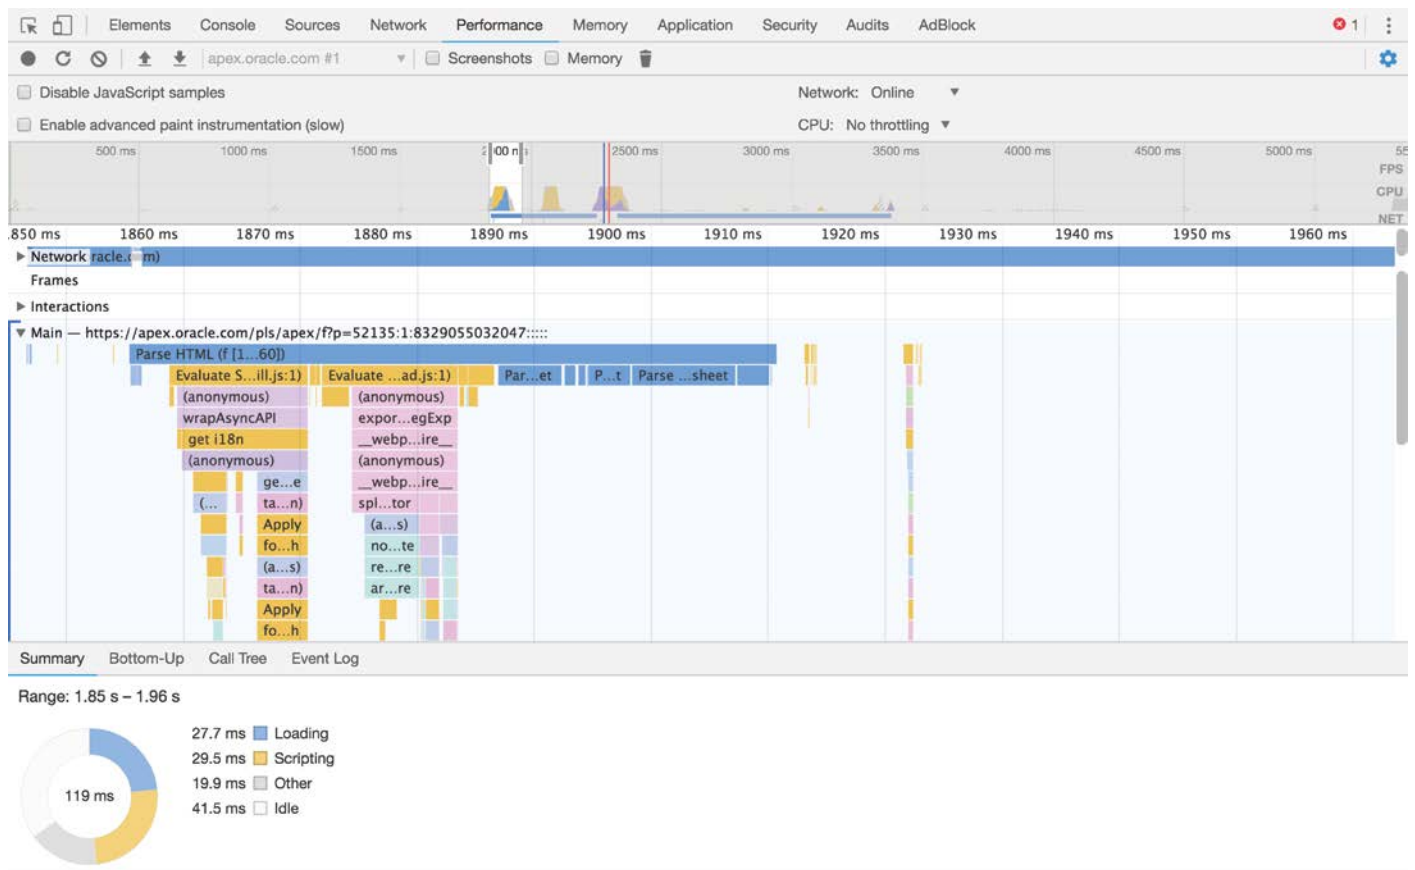 Elements Console Sources Network Performance Memory Application Security Audits AdBlock 1
apex.oracle.com #1 Screenshots Memory
Disable JavaScript samples Network: Online
Enable advanced paint instrumentation (slow) CPU: No throttling
500 ms 1000 ms 1500 ms 2500 ms 3000 ms 3500 ms 4000 ms 4500 ms 5000 ms
FPS
CPU
NET
850 ms 1860 ms 1870 ms 1880 ms 1890 ms 1900 ms 1910 ms 1920 ms 1930 ms 1940 ms 1950 ms 1960 ms
Network
Frames
Interactions
Main — https://apex.oracle.com/pls/apex/f?p=52135:1:8329055032047:::::
Parse HTML (f [1...60])
Evaluate S...ill.js:1) Evaluate ...ad.js:1) Par...et P...t Parse ...sheet
(anonymous) (anonymous)
wrapAsyncAPI expor...egExp
get i18n __webp...ire__
(anonymous) (anonymous)
ge...e __webp...ire__
(... ta...n) spl...tor
Apply (a...s)
fo...h no...te
(a...s) re...re
ta...n) ar...re
Apply
fo...h
Summary Bottom-Up Call Tree Event Log
Range: 1.85 s – 1.96 s
27.7 ms Loading
29.5 ms Scripting
19.9 ms Other
119 ms
41.5 ms Idle